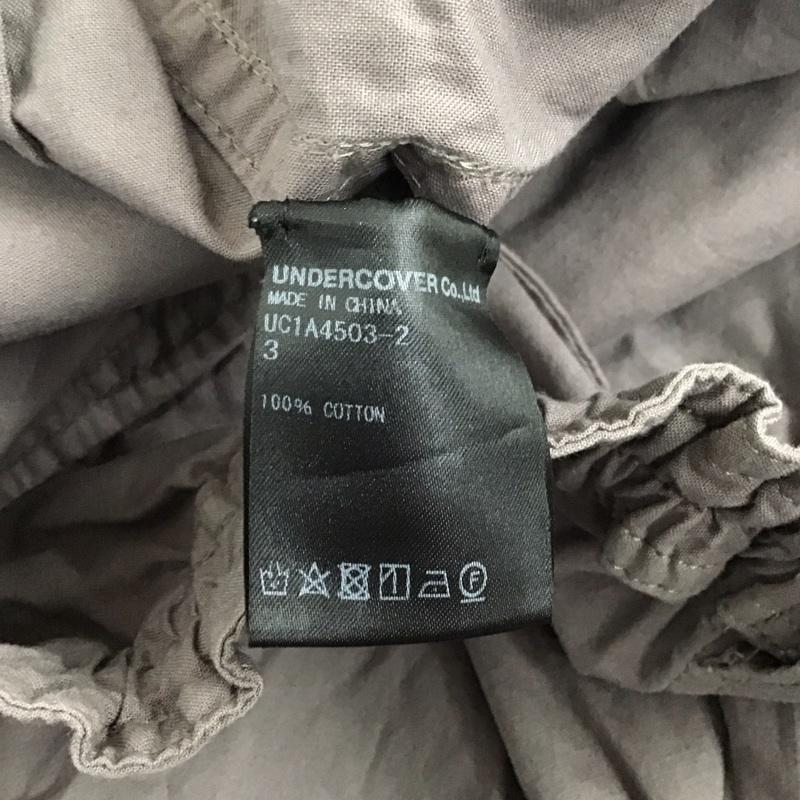 UNDERCOVER Co.,Ltd
MADE IN CHINA
UC1A4503-2
3
100% COTTON
F